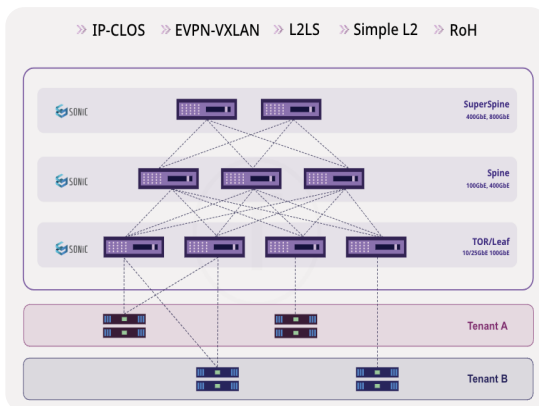 IP-CLOS EVPN-VXLAN L2LS Simple L2 RoH
SONiC
SuperSpine
400GbE, 800GbE
SONiC
Spine
100GbE, 400GbE
SONiC
TOR/Leaf
10/25GbE 100GbE
Tenant A
Tenant B